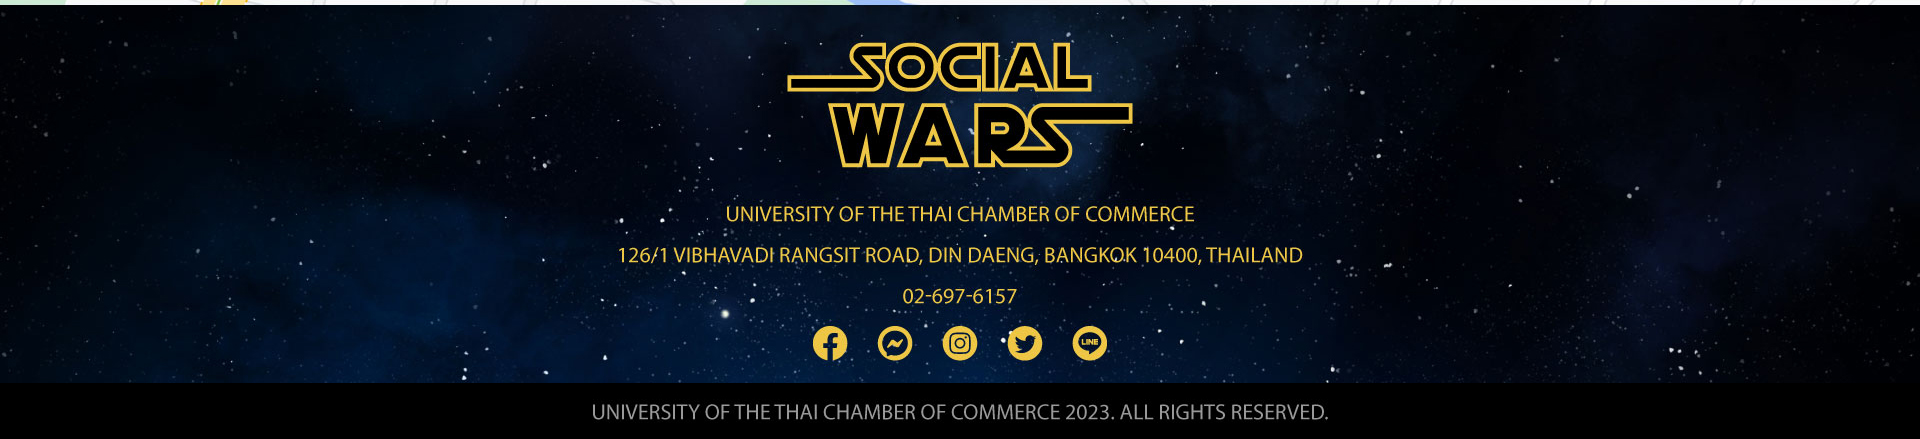 SOCIAL
WARS
UNIVERSITY OF THE THAI CHAMBER OF COMMERCE
126/1 VIBHAVADI RANGSIT ROAD, DIN DAENG, BANGKOK 10400, THAILAND
02-697-6157
LINE
UNIVERSITY OF THE THAI CHAMBER OF COMMERCE 2023. ALL RIGHTS RESERVED.